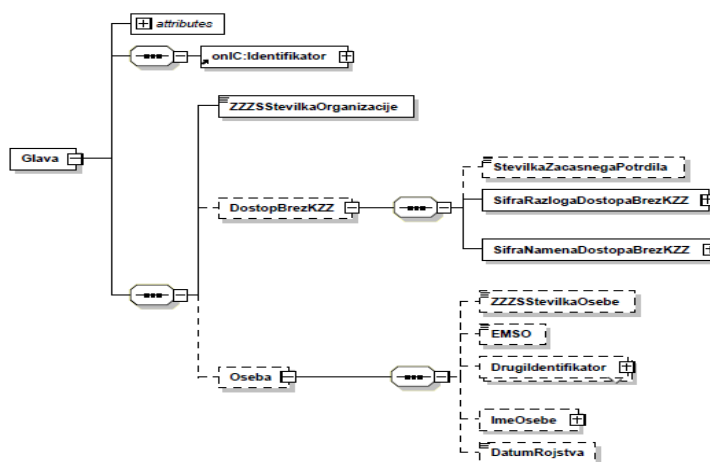 attributes
onIC:Identifikator
ZZZSStevilkaOrganizacije
Glava
StevilkaZacasnegaPotrdila
SifraRazlogaDostopaBrezKZZ
DostopBrezKZZ
SifraNamenaDostopaBrezKZZ
ZZZSStevilkaOsebe
EMSO
DrugiIdentifikator
Oseba
ImeOsebe
DatumRojstva